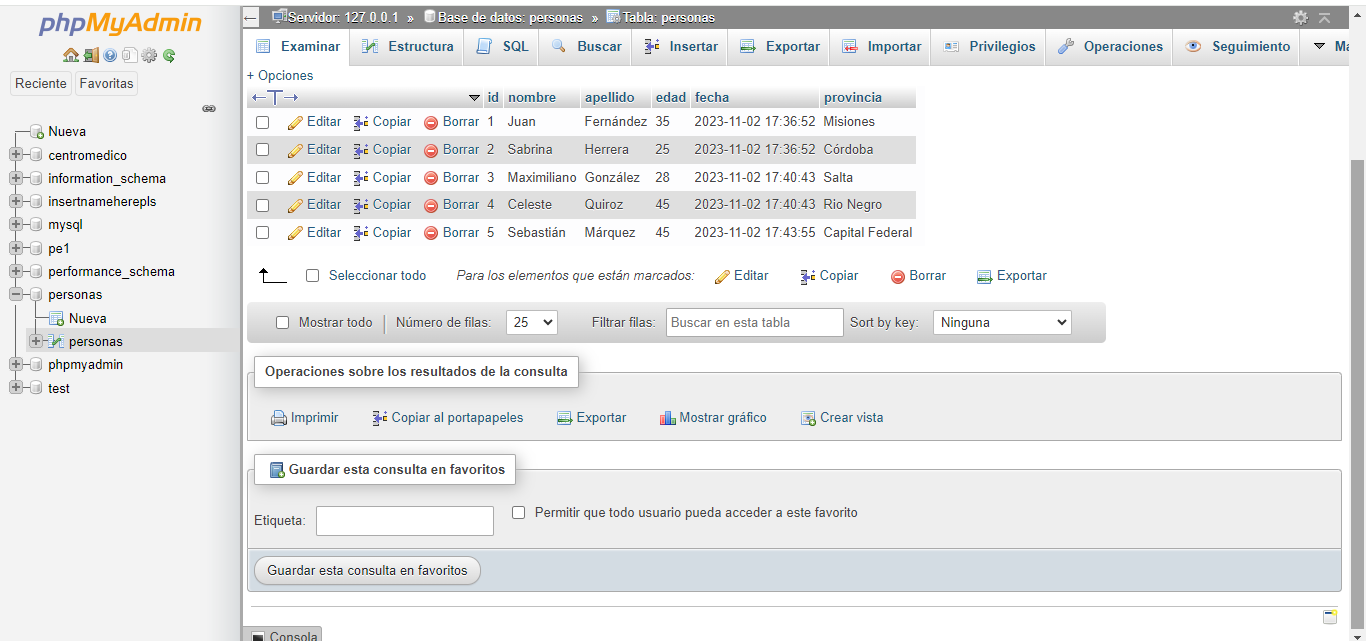 phpMyAdmin
Reciente Favoritas
Nueva
centromedico
information_schema
insertnameherepls
mysql
pe1
performance_schema
personas
Nueva
personas
phpmyadmin
test
Servidor: 127.0.0.1 » Base de datos: personas » Tabla: personas
Examinar Estructura SQL Buscar Insertar Exportar Importar Privilegios Operaciones Seguimiento
+ Opciones
←T→ id nombre apellido edad fecha provincia
Editar Copiar Borrar 1 Juan Fernández 35 2023-11-02 17:36:52 Misiones
Editar Copiar Borrar 2 Sabrina Herrera 25 2023-11-02 17:36:52 Córdoba
Editar Copiar Borrar 3 Maximiliano González 28 2023-11-02 17:40:43 Salta
Editar Copiar Borrar 4 Celeste Quiroz 45 2023-11-02 17:40:43 Rio Negro
Editar Copiar Borrar 5 Sebastián Márquez 45 2023-11-02 17:43:55 Capital Federal
Seleccionar todo Para los elementos que están marcados: Editar Copiar Borrar Exportar
Mostrar todo Número de filas: 25 Filtrar filas: Buscar en esta tabla Sort by key: Ninguna
Operaciones sobre los resultados de la consulta
Imprimir Copiar al portapapeles Exportar Mostrar gráfico Crear vista
Guardar esta consulta en favoritos
Etiqueta: Permitir que todo usuario pueda acceder a este favorito
Guardar esta consulta en favoritos
Consola